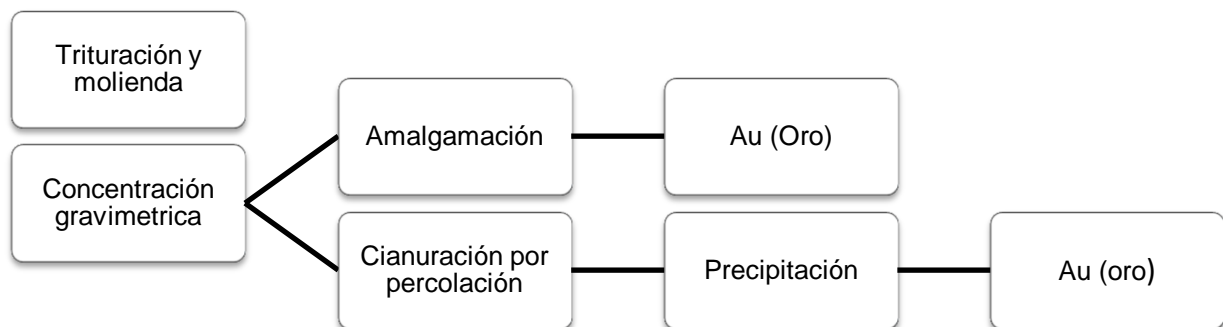 Trituración y
molienda
Concentración
gravimetrica
Amalgamación
Au (Oro)
Cianuración por
percolación
Precipitación
Au (oro)